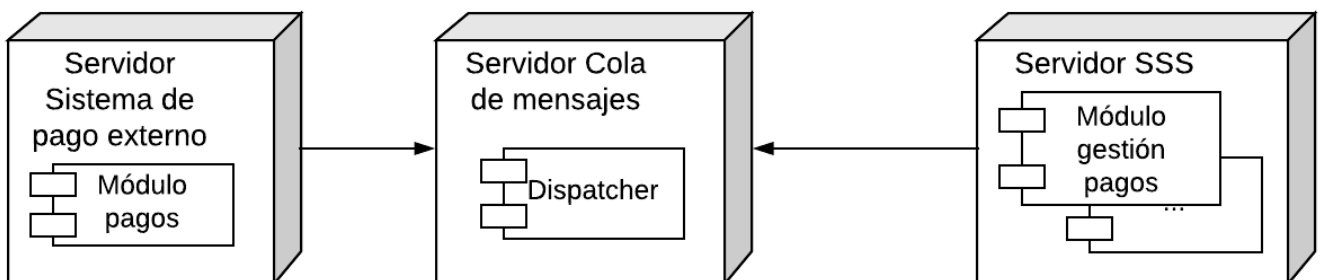 Servidor
Sistema de
pago externo
Módulo
pagos
Servidor Cola
de mensajes
Dispatcher
Servidor SSS
Módulo
gestión
pagos
...